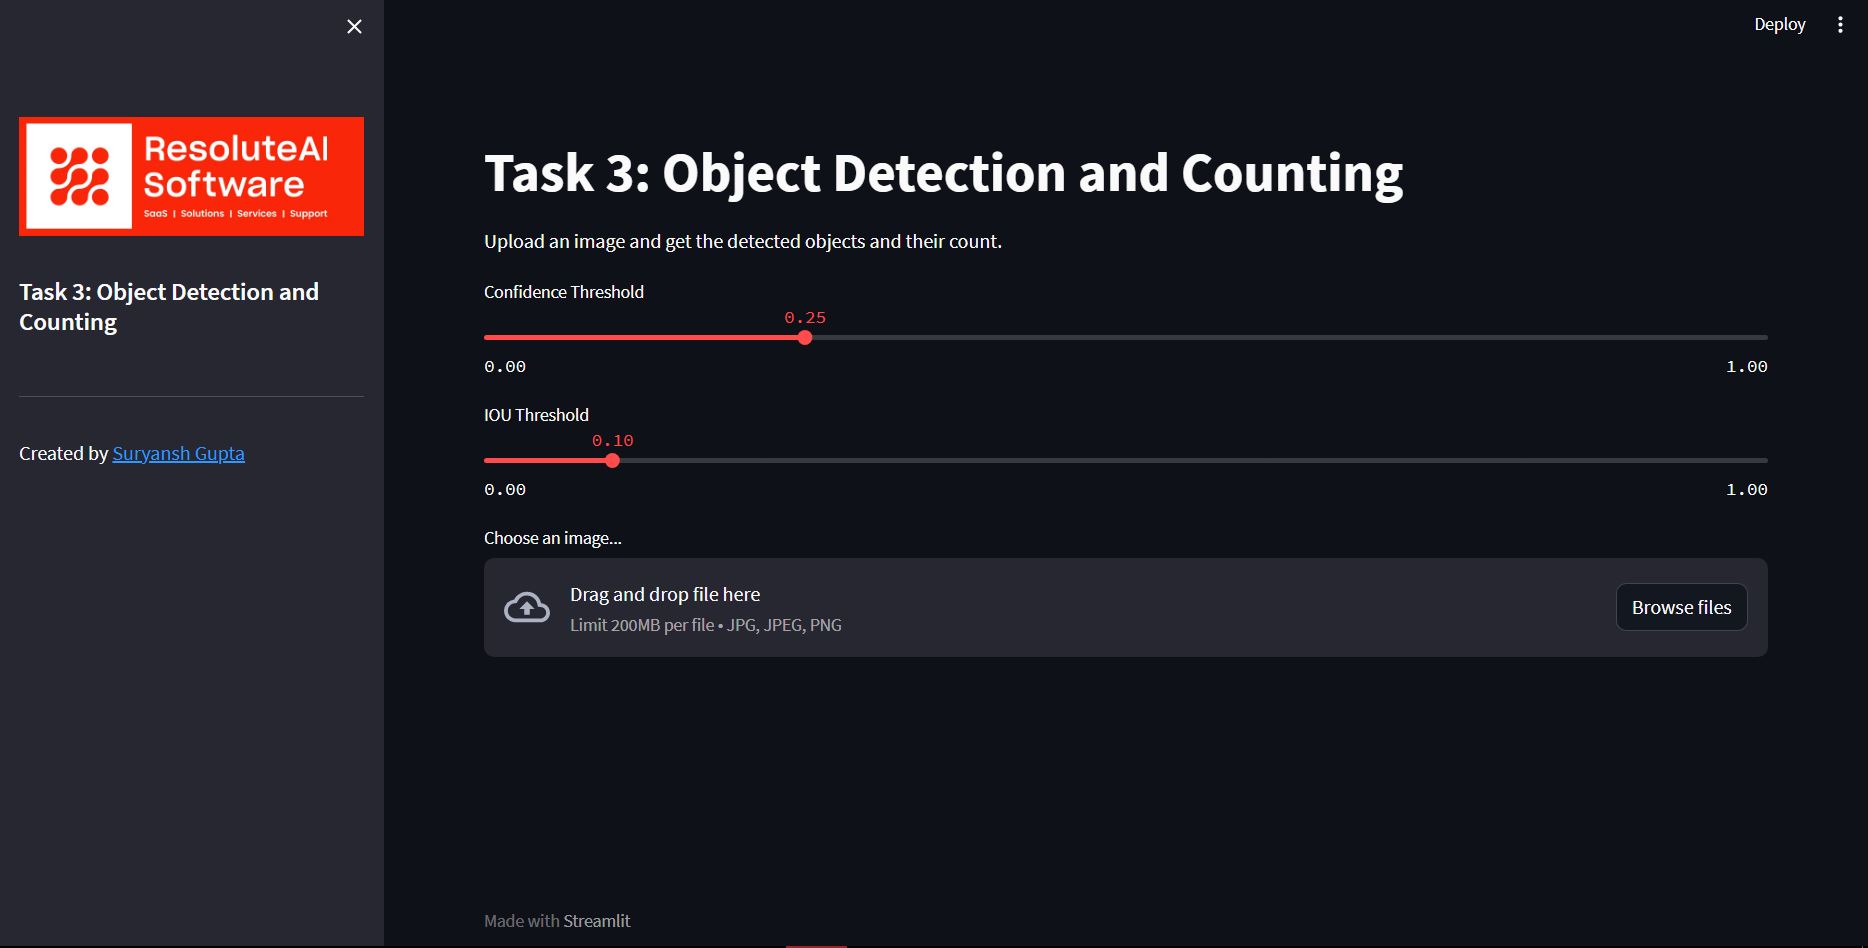 ResoluteAI
Software
SaaS | Solutions | Services | Support
Task 3: Object Detection and
Counting
Created by Suryansh Gupta
Deploy
Task 3: Object Detection and Counting
Upload an image and get the detected objects and their count.
Confidence Threshold
0.25
0.00 1.00
IOU Threshold
0.10
0.00 1.00
Choose an image...
Drag and drop file here
Limit 200MB per file • JPG, JPEG, PNG
Browse files
Made with Streamlit